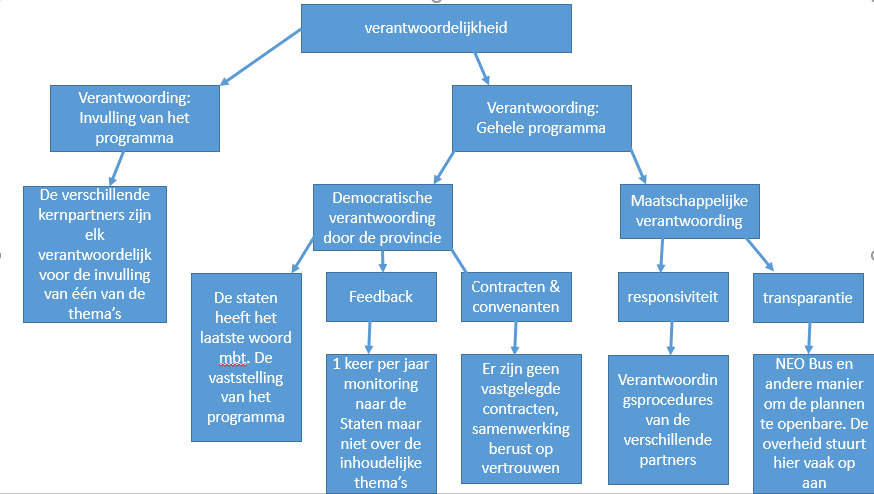 verantwoordelijkheid
Verantwoording:
Invulling van het
programma
Verantwoording:
Gehele programma
De verschillende
kernpartners zijn
elk
verantwoordelijk
voor de invulling
van één van de
thema's
Democratische
verantwoording
door de provincie
Maatschappelijke
verantwoording
De staten
heeft het
laatste woord
mbt. De
vaststelling
van het
programma
Feedback
Contracten &
convenanten
responsiviteit
transparantie
1 keer per jaar
monitoring
naar de
Staten maar
niet over de
inhoudelijke
thema's
Er zijn geen
vastgelegde
contracten,
samenwerking
berust op
vertrouwen
Verantwoordin
gsprocedures
van de
verschillende
partners
NEO Bus en
andere manier
om de plannen
te openbare. De
overheid stuurt
hier vaak op
aan